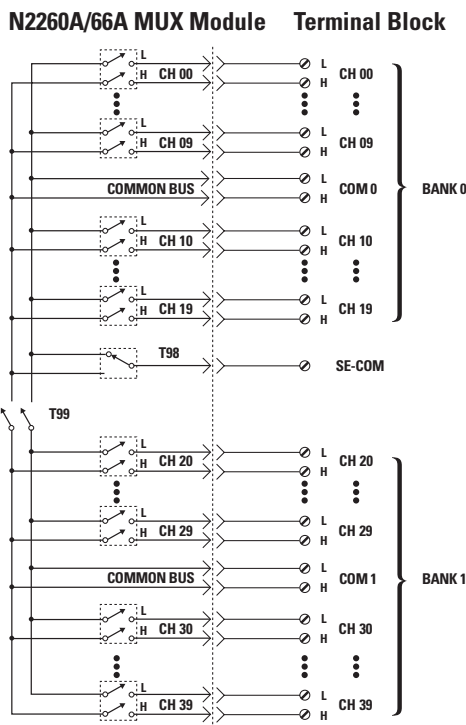 N2260A/66A MUX Module Terminal Block
L L
H CH 00 H CH 00
L L
H CH 09 H CH 09
L
COMMON BUS COM 0 BANK 0
H
L L
H CH 10 H CH 10
L L
H CH 19 H CH 19
T98 SE-COM
T99
L L
H CH 20 H CH 20
L L
H CH 29 H CH 29
L
COMMON BUS COM 1 BANK 1
H
L L
H CH 30 H CH 30
L L
H CH 39 H CH 39